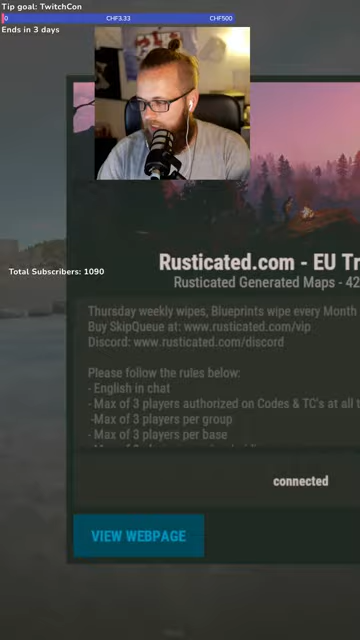 Tip goal: TwitchCon
0 CHF3.33 CHF500
Ends in 3 days
Total Subscribers: 1090
Rusticated.com - EU Tr
Rusticated Generated Maps - 42
Thursday weekly wipes, Blueprints wipe every Month
Buy SkipQueue at: www.rusticated.com/vip
Discord: www.rusticated.com/discord
Please follow the rules below:
- English in chat
- Max of 3 players authorized on Codes & TC's at all t
-Max of 3 players per group
- Max of 3 players per base
connected
VIEW WEBPAGE